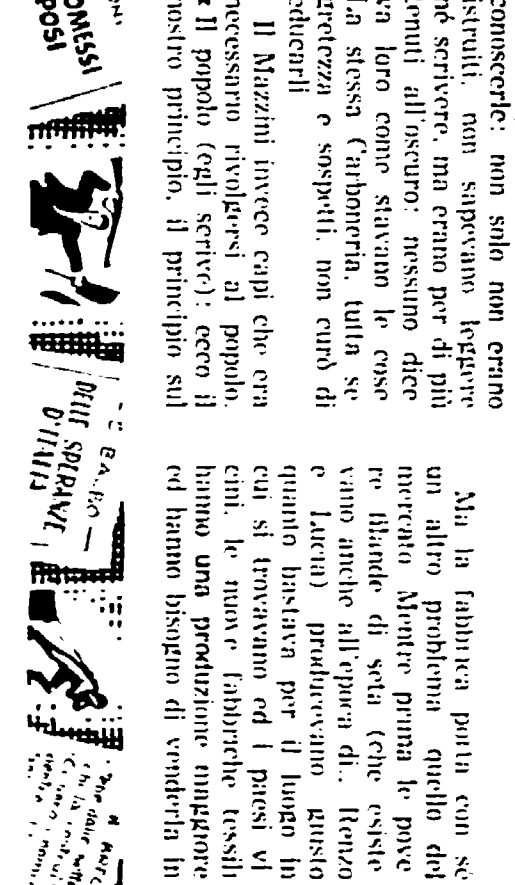 conoscerle: non solo non erano
istruiti, non sapevano leggere
né scrivere, ma erano per di più
tenuti all'oscuro: nessuno dice
va loro come stavano le cose
La stessa Carboneria, tutta se
gretezza e sospetti, non curò di
educarli
Il Mazzini invece capì che era
necessario rivolgersi al popolo.
« Il popolo (egli scrive): ecco il
nostro principio, il principio sul
Ma la fabbrica porta con sé
un altro problema quello del
mercato Mentre prima le pove
re filande di seta (che esiste
vano anche all'epoca di.. Renzo
e Lucia) producevano giusto
quanto bastava per il luogo in
cui si trovavano ed i paesi vi
cini, le nuove fabbriche tessili
hanno una produzione maggiore
ed hanno bisogno di venderla in
OMESSI
POSI
DELLE SPERANZE
D'ITALIA